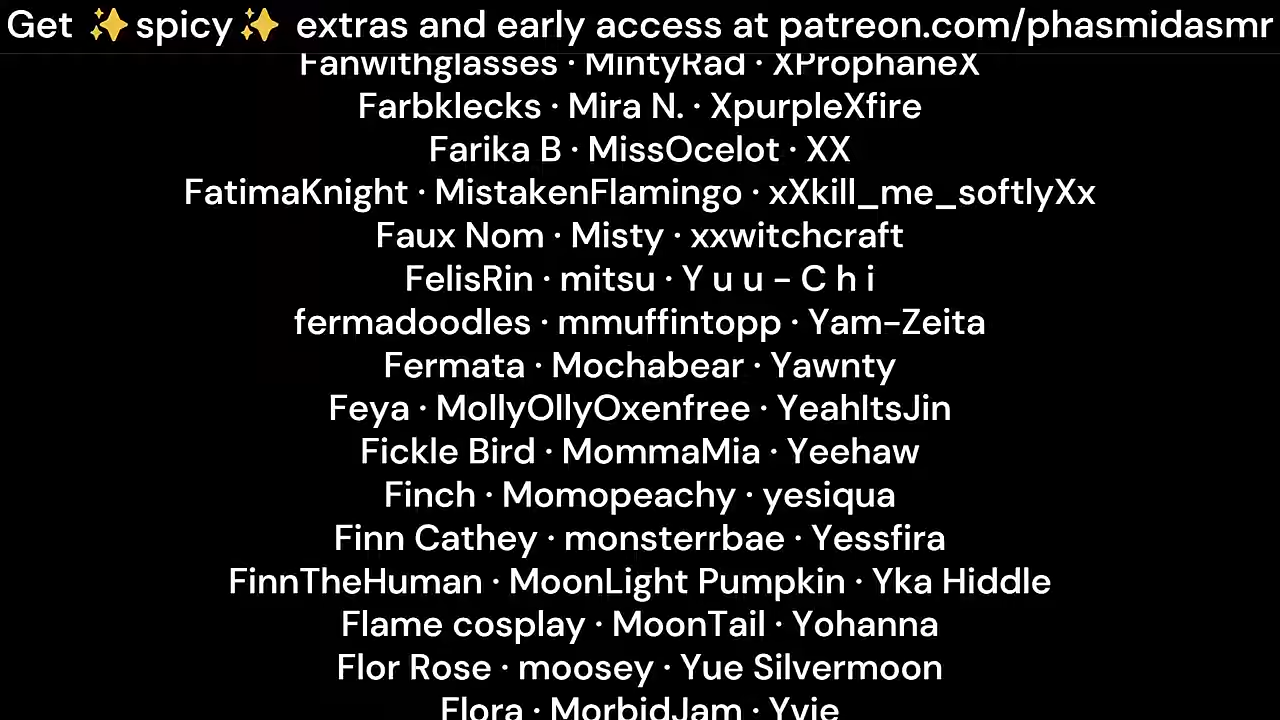 Get ✨spicy✨ extras and early access at patreon.com/phasmidasmr
Fanwithglasses · MintyRad · XProphaneX
Farbklecks · Mira N. · XpurpleXfire
Farika B · MissOcelot · XX
FatimaKnight · MistakenFlamingo · xXkill_me_softlyXx
Faux Nom · Misty · xxwitchcraft
FelisRin · mitsu · Y u u - C h i
fermadoodles · mmuffintopp · Yam-Zeita
Fermata · Mochabear · Yawnty
Feya · MollyOllyOxenfree · YeahItsJin
Fickle Bird · MommaMia · Yeehaw
Finch · Momopeachy · yesiqua
Finn Cathey · monsterrbae · Yessfira
FinnTheHuman · MoonLight Pumpkin · Yka Hiddle
Flame cosplay · MoonTail · Yohanna
Flor Rose · moosey · Yue Silvermoon
Flora · MorbidJam · Yvie